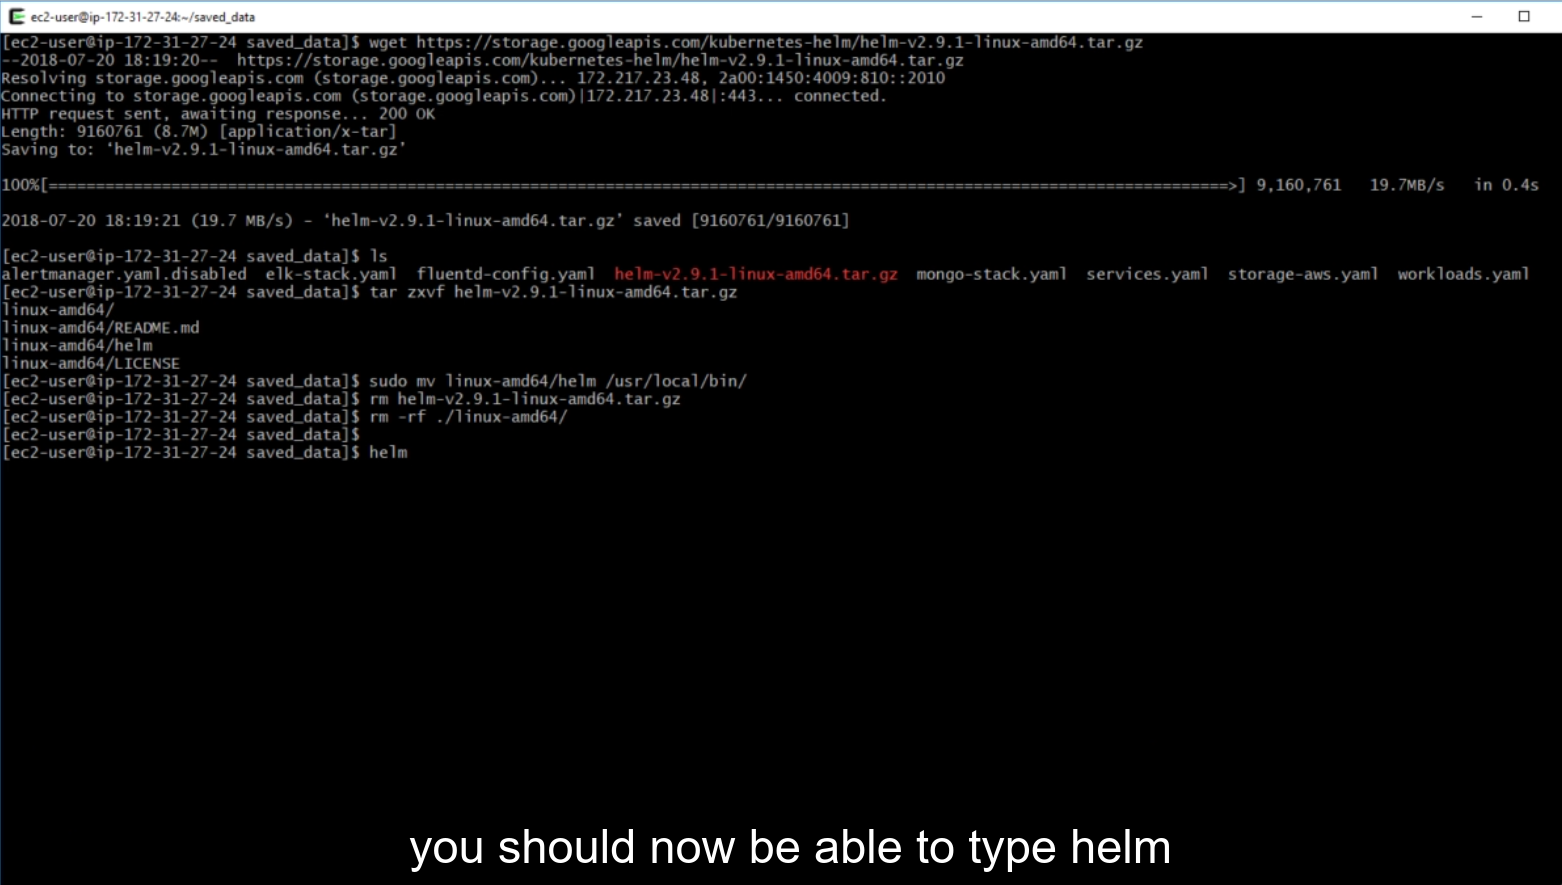 ec2-user@ip-172-31-27-24:~/saved_data
[ec2-user@ip-172-31-27-24 saved_data]$ wget https://storage.googleapis.com/kubernetes-helm/helm-v2.9.1-linux-amd64.tar.gz
--2018-07-20 18:19:20--  https://storage.googleapis.com/kubernetes-helm/helm-v2.9.1-linux-amd64.tar.gz
Resolving storage.googleapis.com (storage.googleapis.com)... 172.217.23.48, 2a00:1450:4009:810::2010
Connecting to storage.googleapis.com (storage.googleapis.com)|172.217.23.48|:443... connected.
HTTP request sent, awaiting response... 200 OK
Length: 9160761 (8.7M) [application/x-tar]
Saving to: ‘helm-v2.9.1-linux-amd64.tar.gz’
100%[=============================================================================================================================>] 9,160,761   19.7MB/s   in 0.4s
2018-07-20 18:19:21 (19.7 MB/s) - ‘helm-v2.9.1-linux-amd64.tar.gz’ saved [9160761/9160761]
[ec2-user@ip-172-31-27-24 saved_data]$ ls
alertmanager.yaml.disabled  elk-stack.yaml  fluentd-config.yaml  helm-v2.9.1-linux-amd64.tar.gz  mongo-stack.yaml  services.yaml  storage-aws.yaml  workloads.yaml
[ec2-user@ip-172-31-27-24 saved_data]$ tar zxvf helm-v2.9.1-linux-amd64.tar.gz
linux-amd64/
linux-amd64/README.md
linux-amd64/helm
linux-amd64/LICENSE
[ec2-user@ip-172-31-27-24 saved_data]$ sudo mv linux-amd64/helm /usr/local/bin/
[ec2-user@ip-172-31-27-24 saved_data]$ rm helm-v2.9.1-linux-amd64.tar.gz
[ec2-user@ip-172-31-27-24 saved_data]$ rm -rf ./linux-amd64/
[ec2-user@ip-172-31-27-24 saved_data]$
[ec2-user@ip-172-31-27-24 saved_data]$ helm
you should now be able to type helm